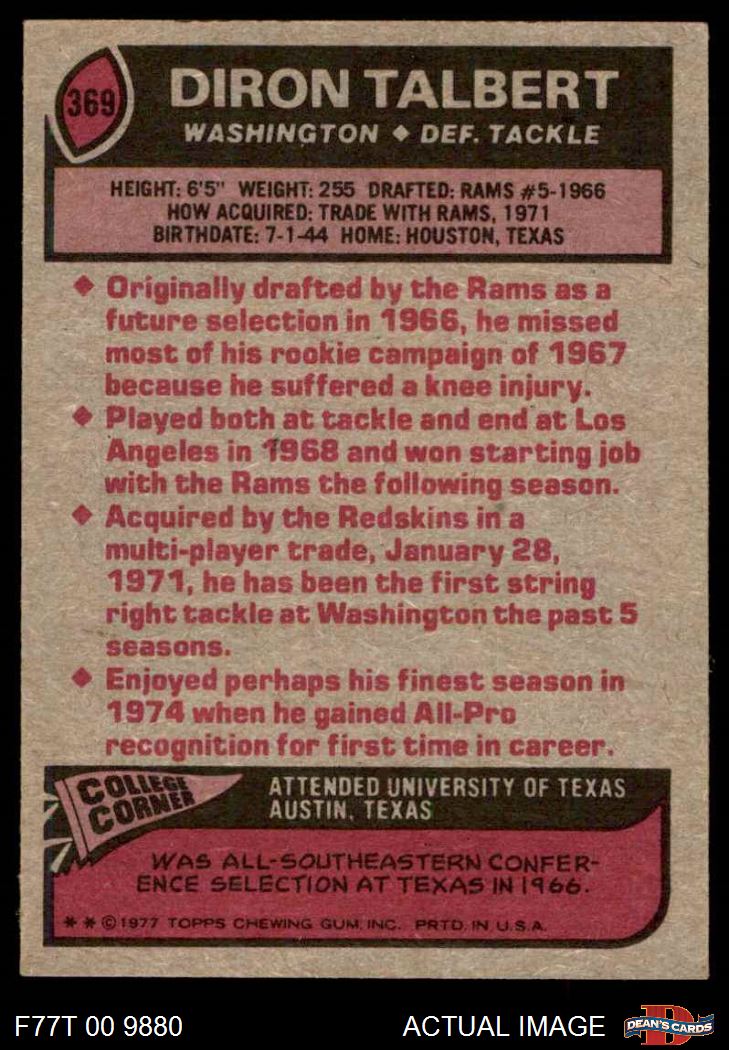 369
DIRON TALBERT
WASHINGTON ♦ DEF. TACKLE
HEIGHT: 6'5" WEIGHT: 255 DRAFTED: RAMS #5-1966
HOW ACQUIRED: TRADE WITH RAMS, 1971
BIRTHDATE: 7-1-44 HOME: HOUSTON, TEXAS
♦ Originally drafted by the Rams as a
future selection in 1966, he missed
most of his rookie campaign of 1967
because he suffered a knee injury.
♦ Played both at tackle and end at Los
Angeles in 1968 and won starting job
with the Rams the following season.
♦ Acquired by the Redskins in a
multi-player trade, January 28,
1971, he has been the first string
right tackle at Washington the past 5
seasons.
♦ Enjoyed perhaps his finest season in
1974 when he gained All-Pro
recognition for first time in career.
COLLEGE
CORNER
ATTENDED UNIVERSITY OF TEXAS
AUSTIN, TEXAS
WAS ALL-SOUTHEASTERN CONFER-
ENCE SELECTION AT TEXAS IN 1966.
* * © 1977 TOPPS CHEWING GUM, INC. PRTD. IN U.S.A.
F77T 00 9880
ACTUAL IMAGE
D
DEAN'S CARDS